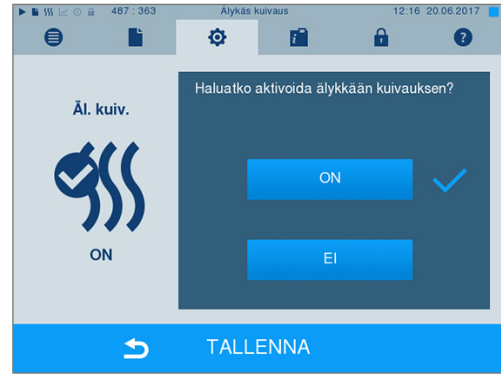 487 : 363 Älykäs kuivaus 12:16 20.06.2017
Äl. kuiv.
ON
Haluatko aktivoida älykkään kuivauksen?
ON
EI
TALLENNA